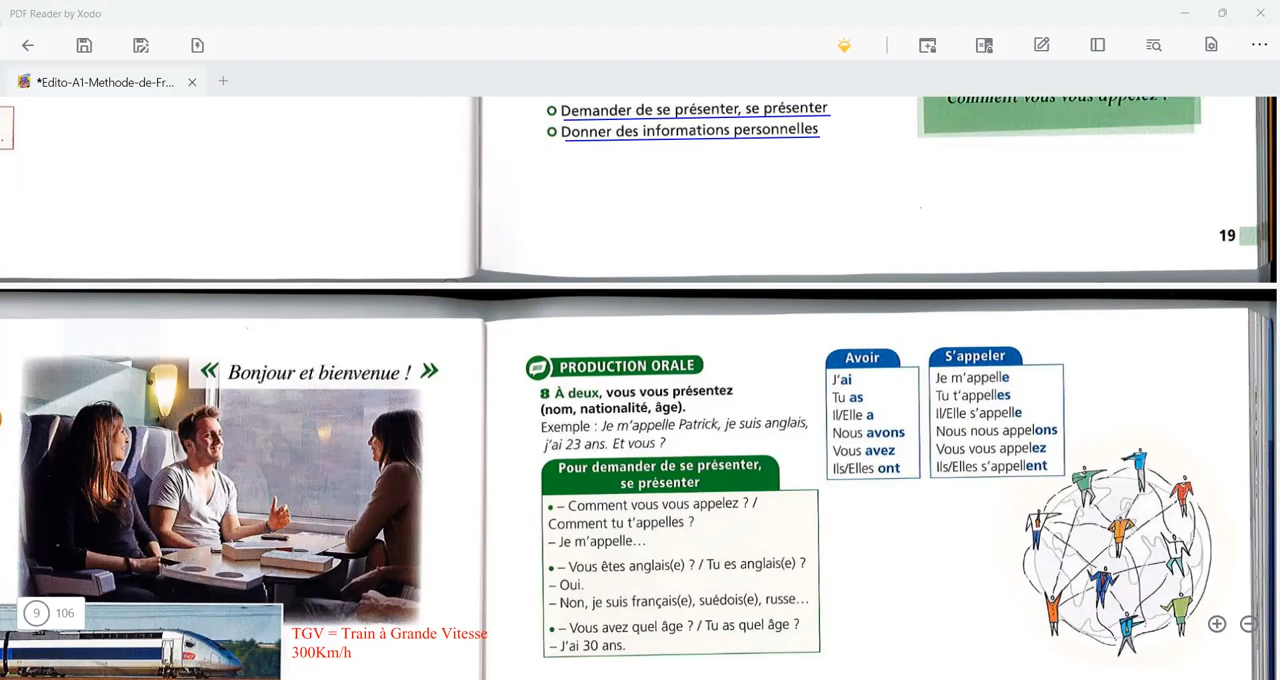 PDF Reader by Xodo
*Edito-A1-Methode-de-Fr...
Demander de se présenter, se présenter
Donner des informations personnelles
Comment vous vous appelez ?
19
« Bonjour et bienvenue ! »
9 106
TGV = Train à Grande Vitesse
300Km/h
PRODUCTION ORALE
8 À deux, vous vous présentez
(nom, nationalité, âge).
Exemple : Je m'appelle Patrick, je suis anglais,
j'ai 23 ans. Et vous ?
Pour demander de se présenter,
se présenter
• – Comment vous vous appelez ? /
Comment tu t'appelles ?
– Je m'appelle...
• – Vous êtes anglais(e) ? / Tu es anglais(e) ?
– Oui.
– Non, je suis français(e), suédois(e), russe...
• – Vous avez quel âge ? / Tu as quel âge ?
– J'ai 30 ans.
Avoir
J'ai
Tu as
Il/Elle a
Nous avons
Vous avez
Ils/Elles ont
S'appeler
Je m'appelle
Tu t'appelles
Il/Elle s'appelle
Nous nous appelons
Vous vous appelez
Ils/Elles s'appellent